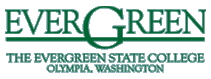 EVERGREEN
THE EVERGREEN STATE COLLEGE
OLYMPIA, WASHINGTON